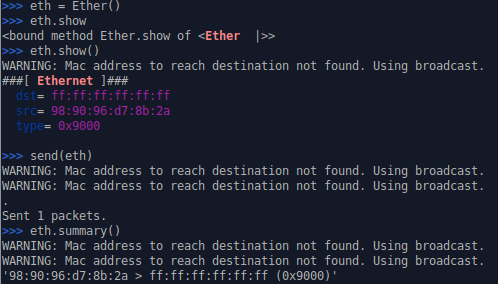 >>> eth = Ether()
>>> eth.show
<bound method Ether.show of <Ether  |>>
>>> eth.show()
WARNING: Mac address to reach destination not found. Using broadcast.
###[ Ethernet ]###
  dst= ff:ff:ff:ff:ff:ff
  src= 98:90:96:d7:8b:2a
  type= 0x9000

>>> send(eth)
WARNING: Mac address to reach destination not found. Using broadcast.
WARNING: Mac address to reach destination not found. Using broadcast.
.
Sent 1 packets.
>>> eth.summary()
WARNING: Mac address to reach destination not found. Using broadcast.
WARNING: Mac address to reach destination not found. Using broadcast.
'98:90:96:d7:8b:2a > ff:ff:ff:ff:ff:ff (0x9000)'